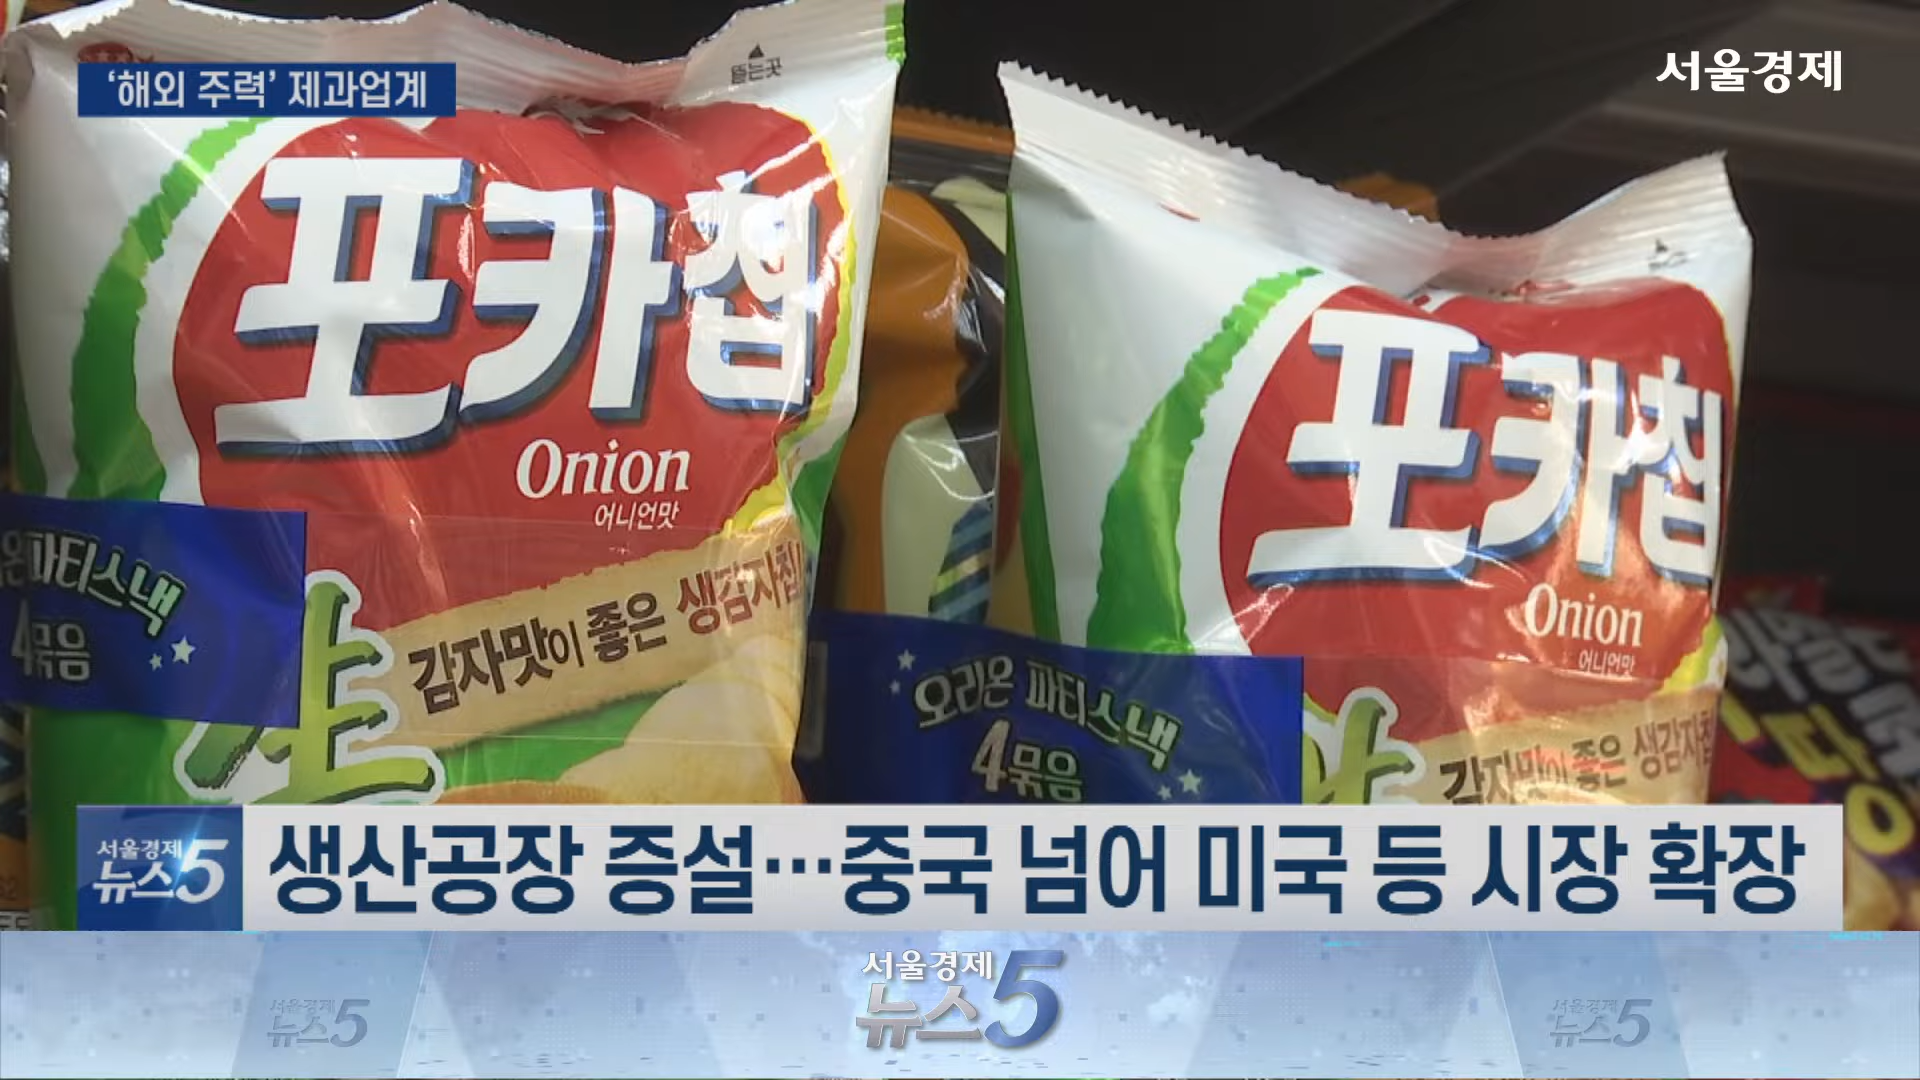 '해외 주력' 제과업계
서울경제
포카칩
Onion
어니언맛
감자맛이 좋은 생감자칩
生
파티스낵
4묶음
포카칩
Onion
어니언맛
감자맛이 좋은 생감자칩
오리온 파티스낵
4묶음
서울경제
뉴스5
생산공장 증설…중국 넘어 미국 등 시장 확장
서울경제
뉴스5
서울경제
뉴스5
서울경제
뉴스5